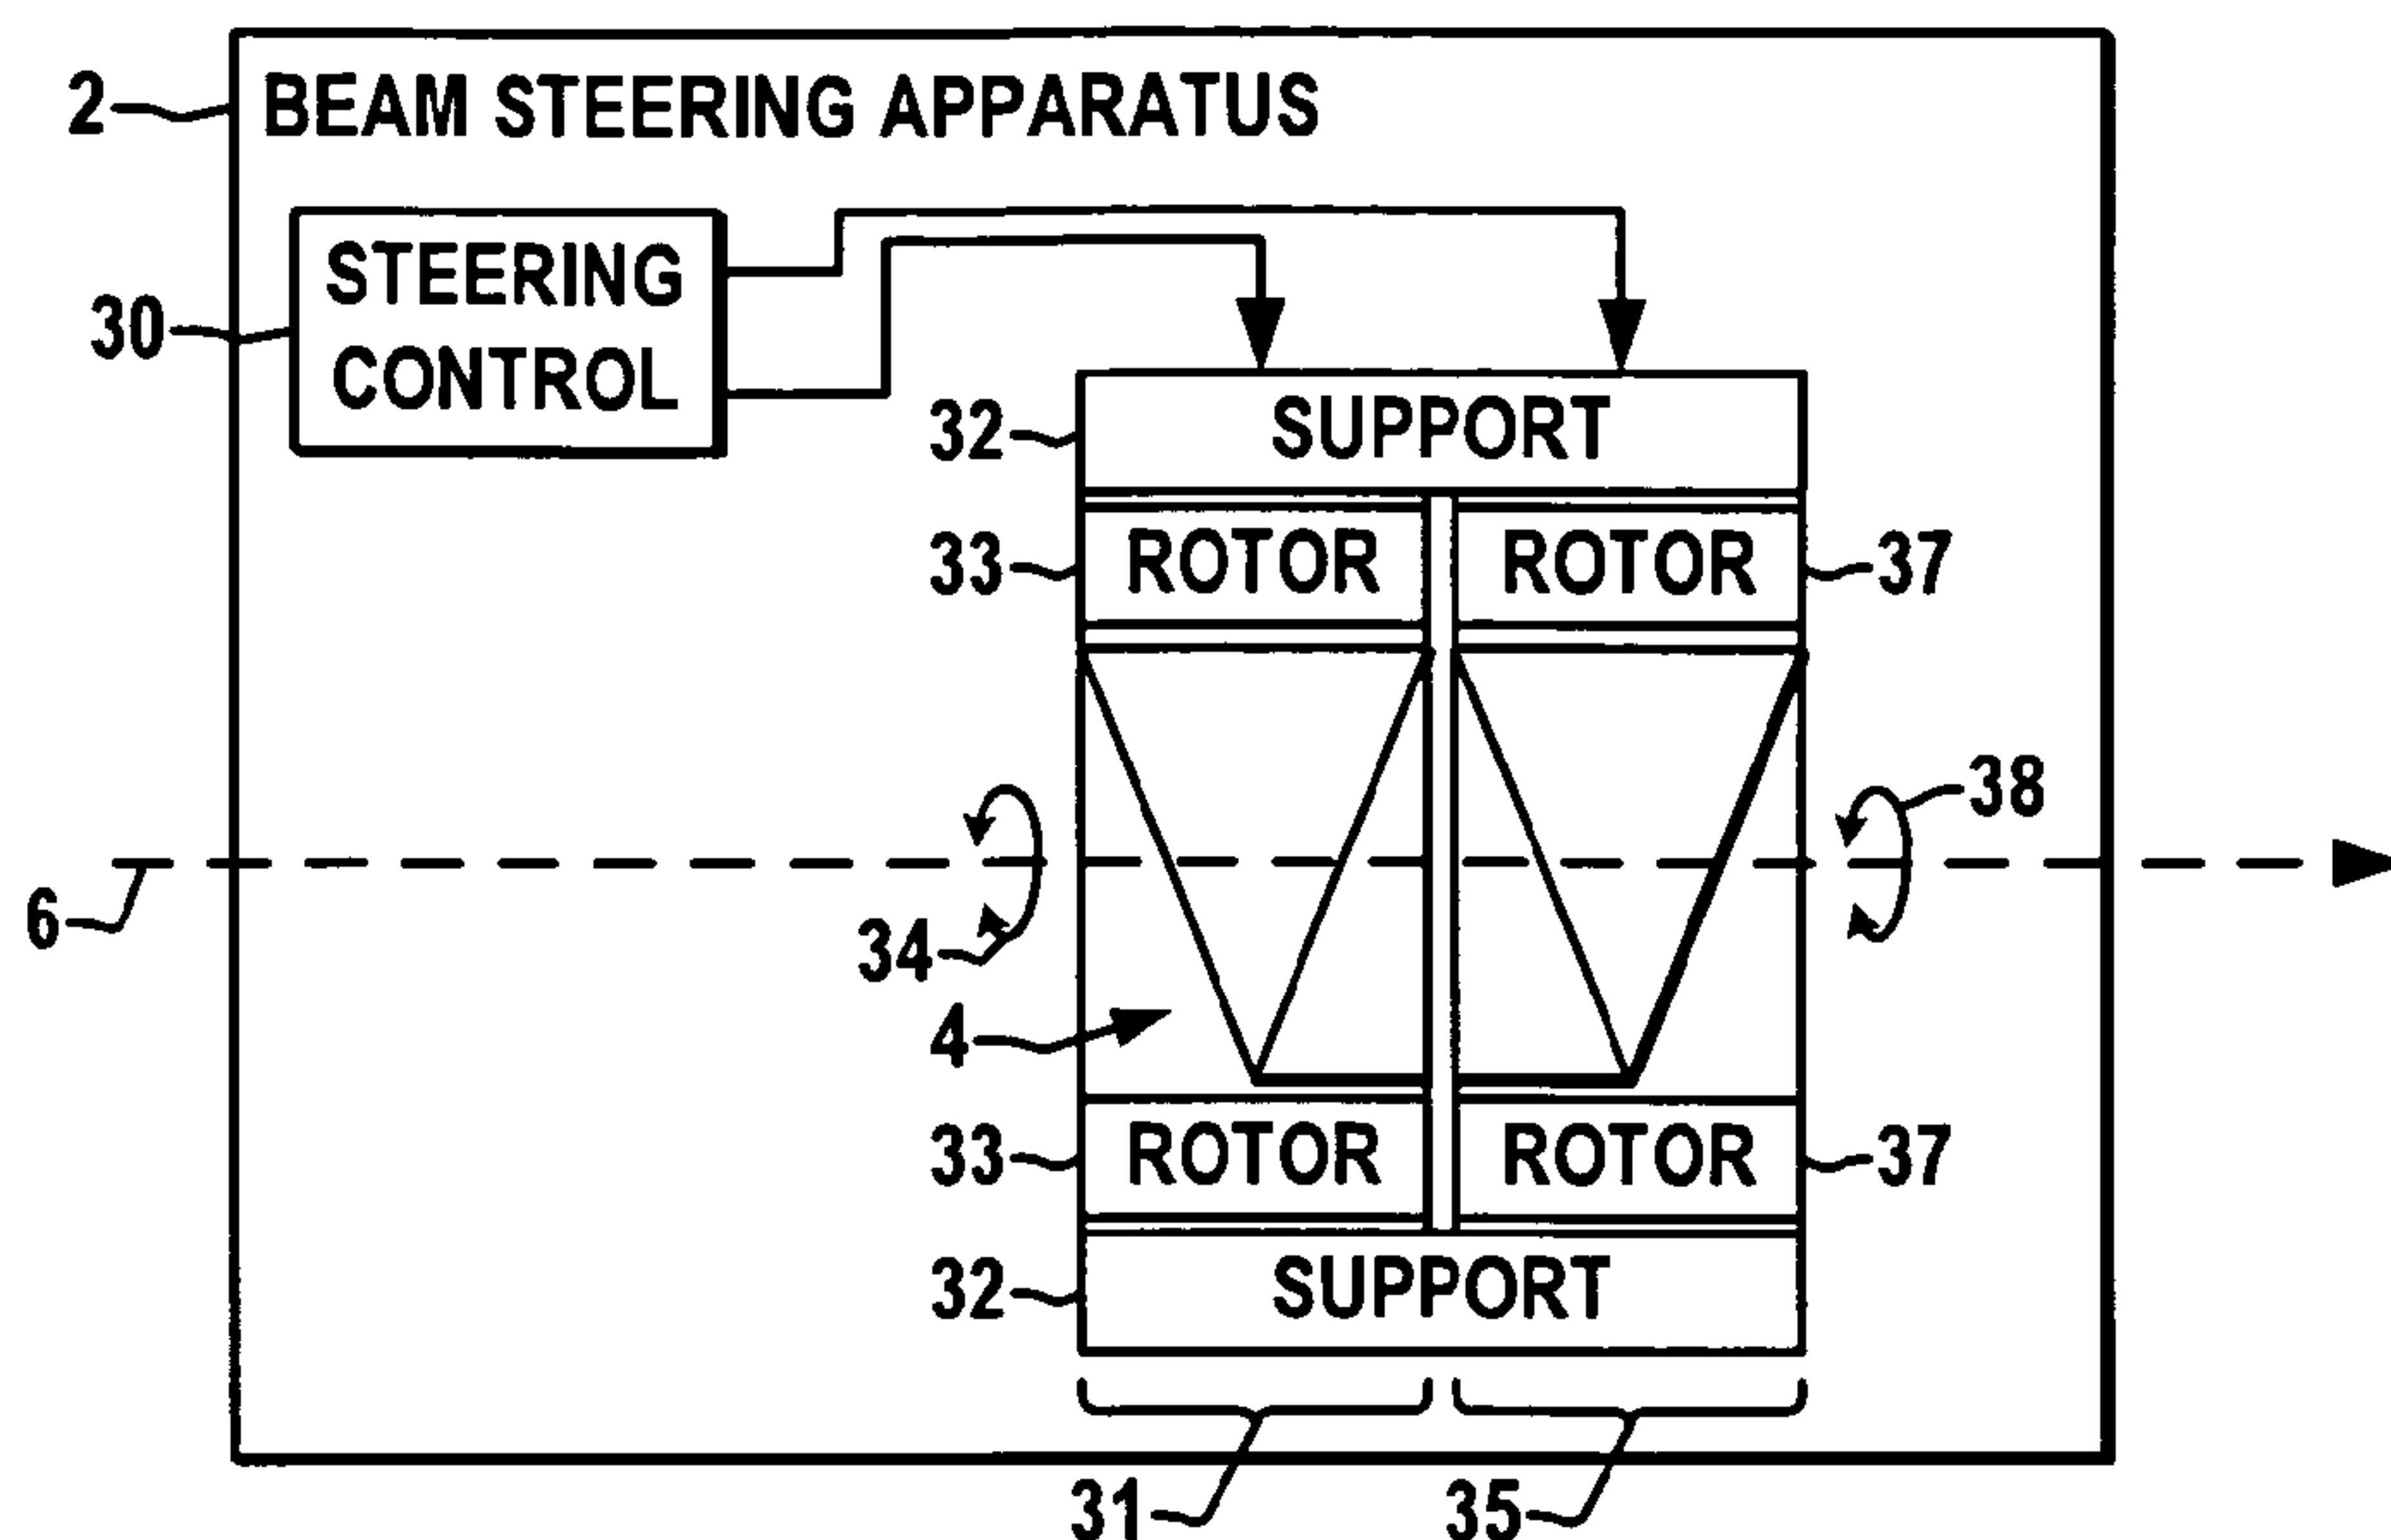 2 BEAM STEERING APPARATUS
STEERING
30
CONTROL
32 SUPPORT
33 ROTOR ROTOR 37
38
6
34
4
33 ROTOR ROTOR 37
32 SUPPORT
31 35